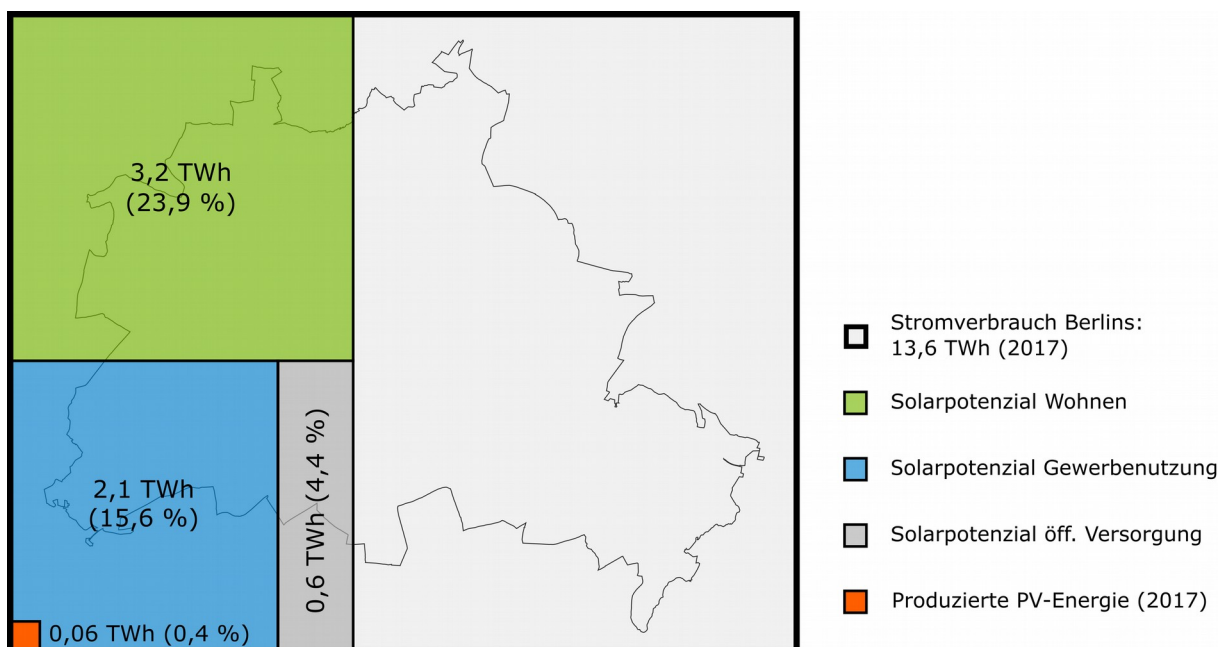 3,2 TWh
(23,9 %)
2,1 TWh
(15,6 %)
0,6 TWh (4,4 %)
0,06 TWh (0,4 %)
Stromverbrauch Berlins:
13,6 TWh (2017)
Solarpotenzial Wohnen
Solarpotenzial Gewerbenutzung
Solarpotenzial öff. Versorgung
Produzierte PV-Energie (2017)